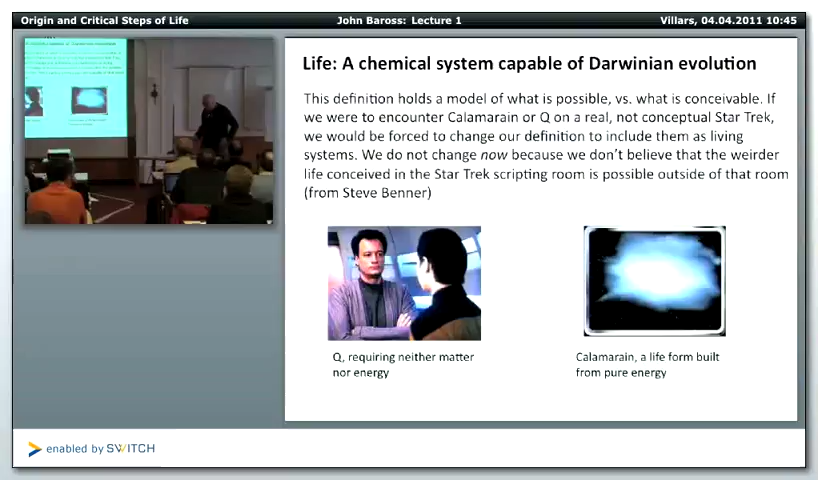 Origin and Critical Steps of Life
John Baross: Lecture 1
Villars, 04.04.2011 10:45
Life: A chemical system capable of Darwinian evolution
This definition holds a model of what is possible, vs. what is conceivable. If
we were to encounter Calamarain or Q on a real, not conceptual Star Trek,
we would be forced to change our definition to include them as living
systems. We do not change now because we don't believe that the weirder
life conceived in the Star Trek scripting room is possible outside of that room
(from Steve Benner)
Q, requiring neither matter
nor energy
Calamarain, a life form built
from pure energy
enabled by SWITCH